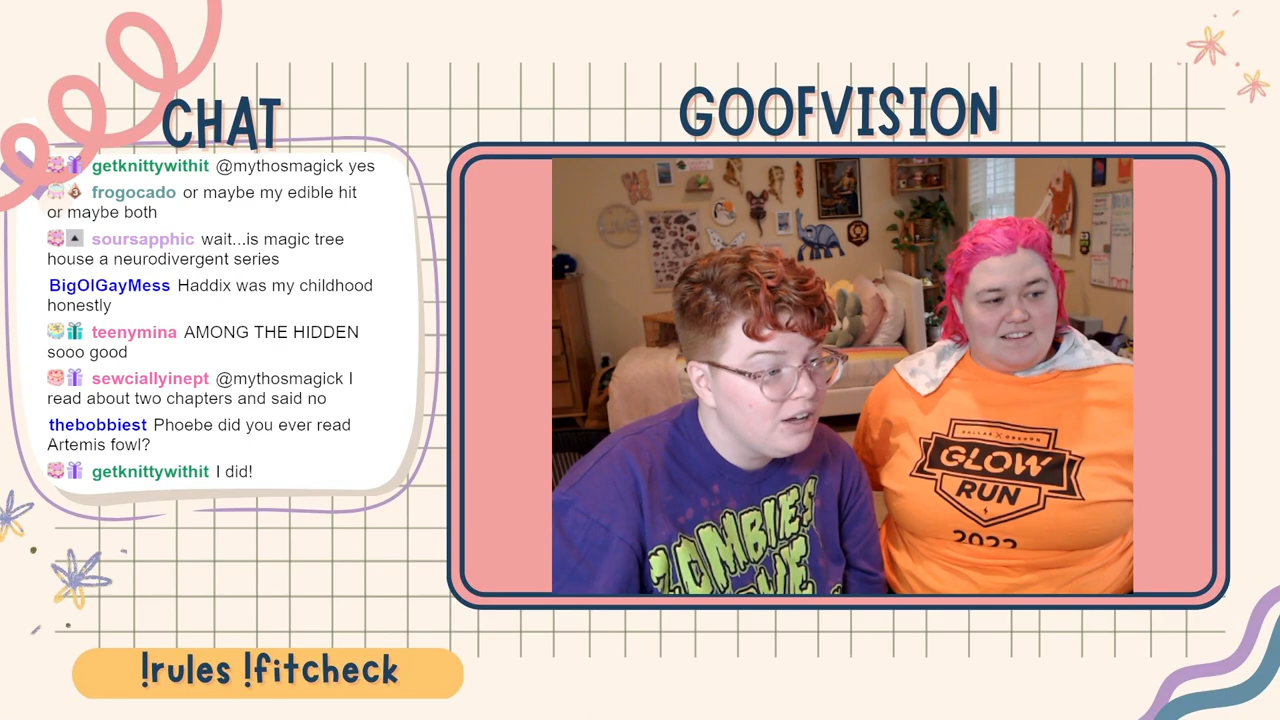 CHAT
GOOFVISION
getknittywithit @mythosmagick yes
frogocado or maybe my edible hit
or maybe both
soursapphic wait...is magic tree
house a neurodivergent series
BigOlGayMess Haddix was my childhood
honestly
teenymina AMONG THE HIDDEN
sooo good
sewciallyinept @mythosmagick I
read about two chapters and said no
thebobbiest Phoebe did you ever read
Artemis fowl?
getknittywithit I did!
ZOMBIES
GLOW
RUN
2022
!rules !fitcheck